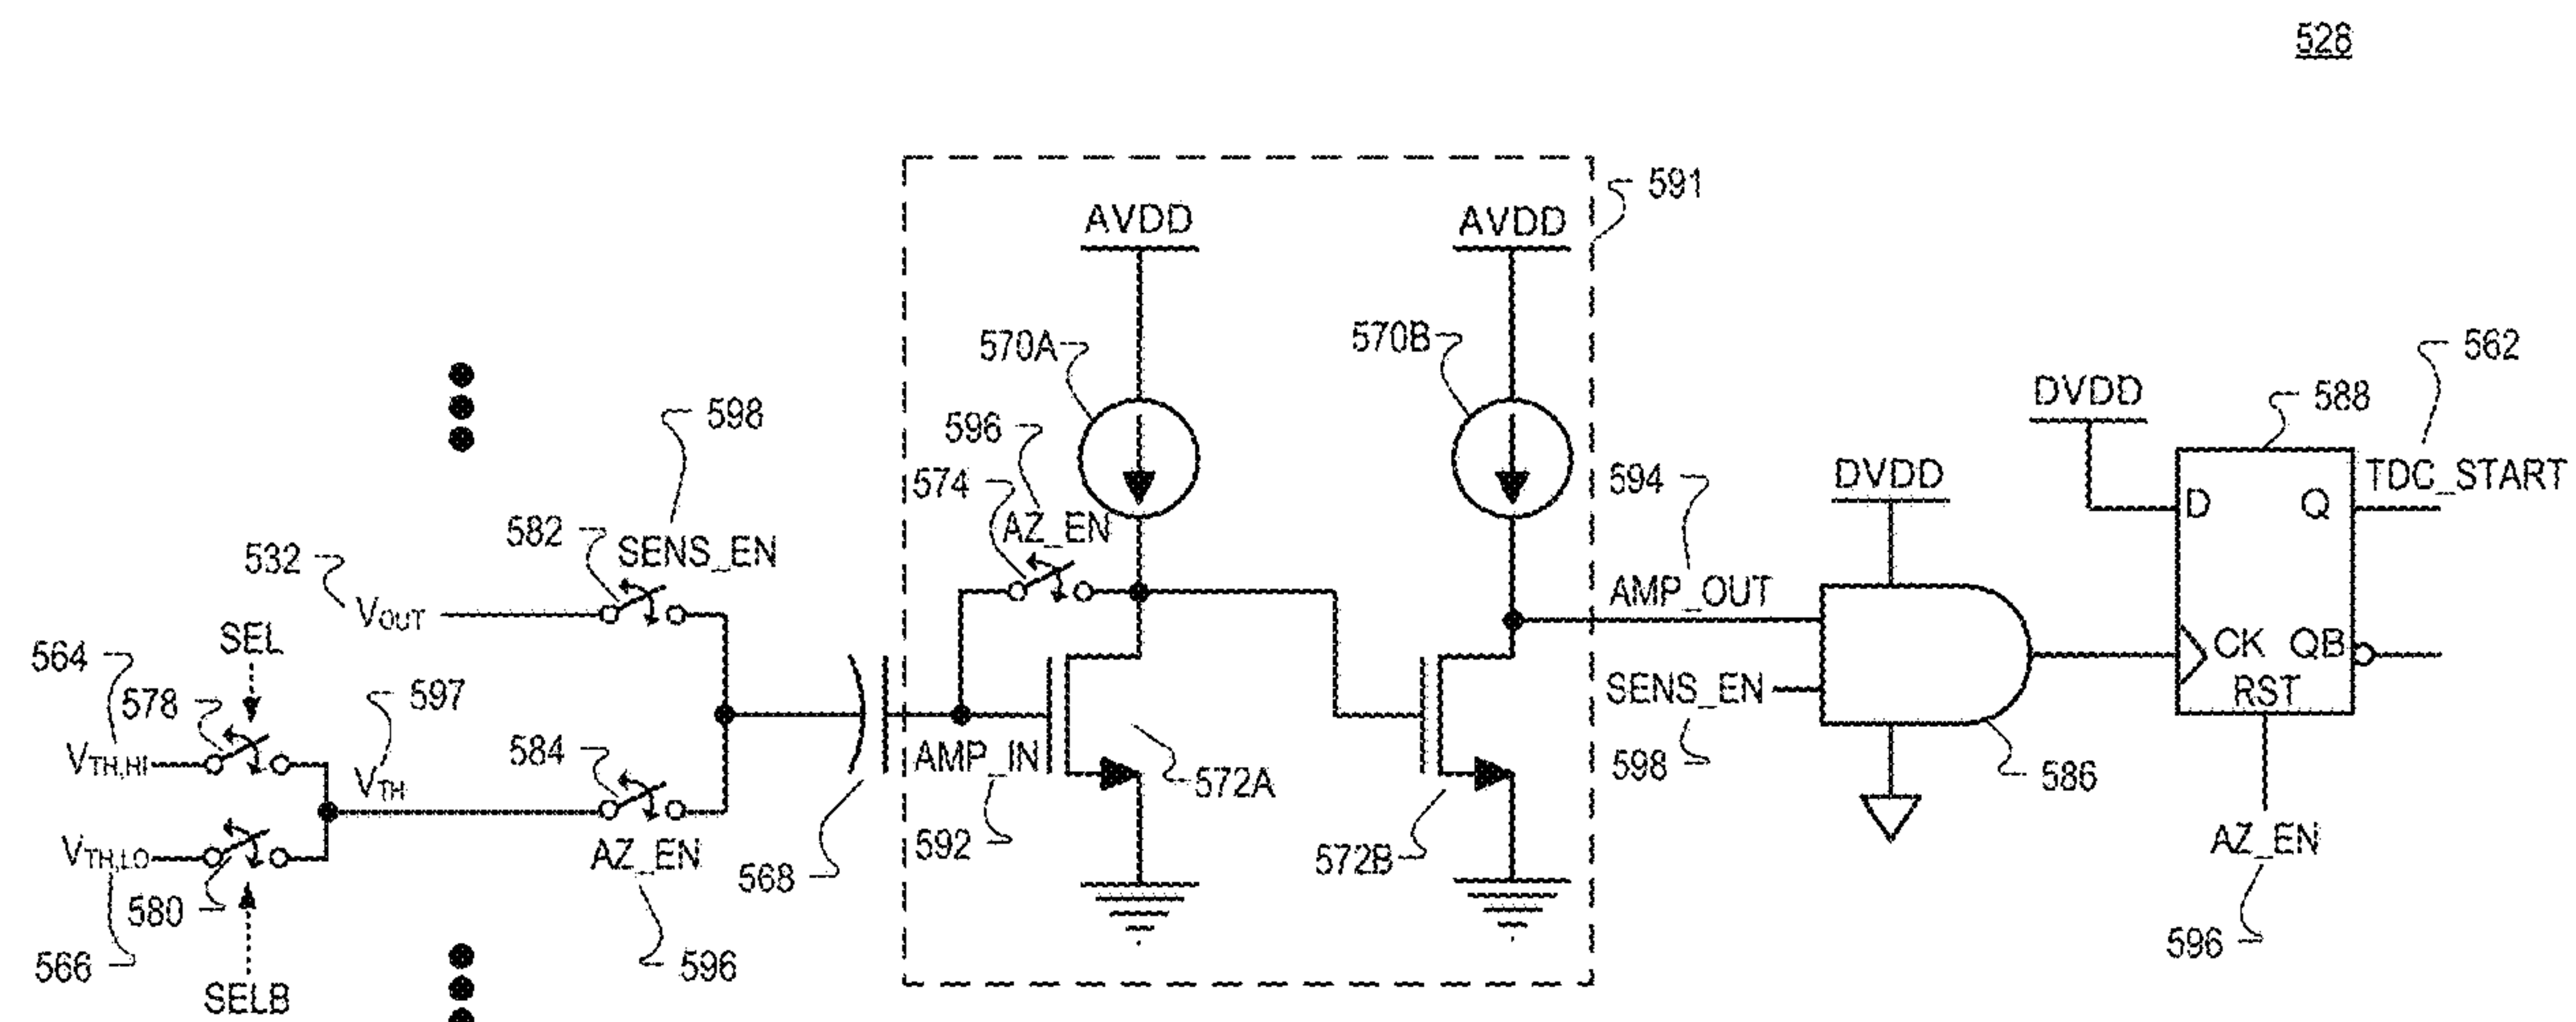 528
591
AVDD
AVDD
570A
570B
562
DVDD
588
598
596
594
DVDD
TDC_START
574
AZ_EN
D
Q
532
582
SENS_EN
AMP_OUT
VOUT
SEL
CK
QB
564
578
597
SENS_EN
RST
VTH,HI
VTH
584
AMP_IN
572A
598
586
VTH,LO
AZ_EN
568
592
572B
AZ_EN
580
566
596
596
SELB